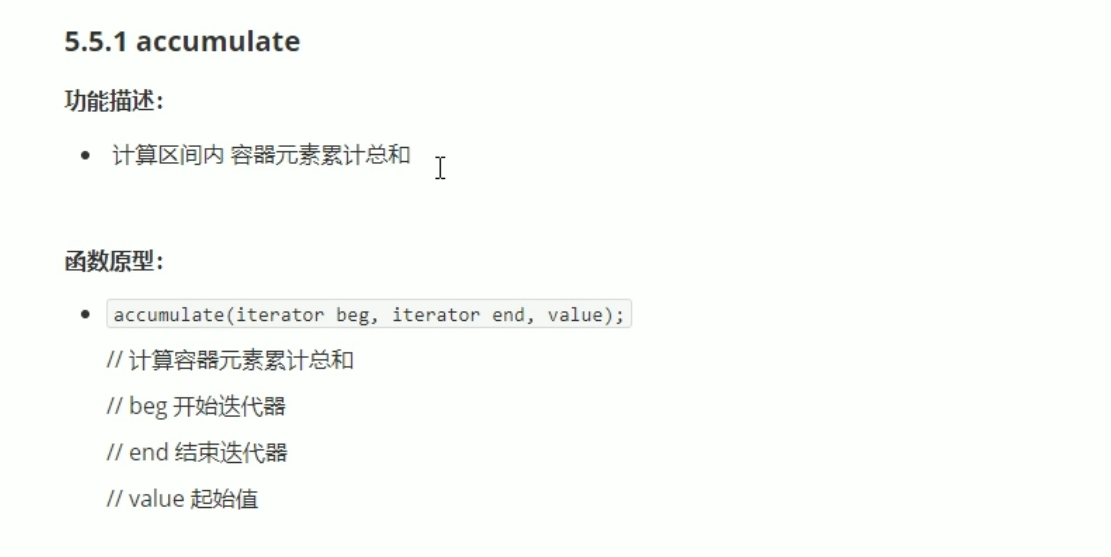 5.5.1 accumulate
功能描述：
计算区间内 容器元素累计总和
函数原型：
accumulate(iterator beg, iterator end, value);
// 计算容器元素累计总和
// beg 开始迭代器
// end 结束迭代器
// value 起始值